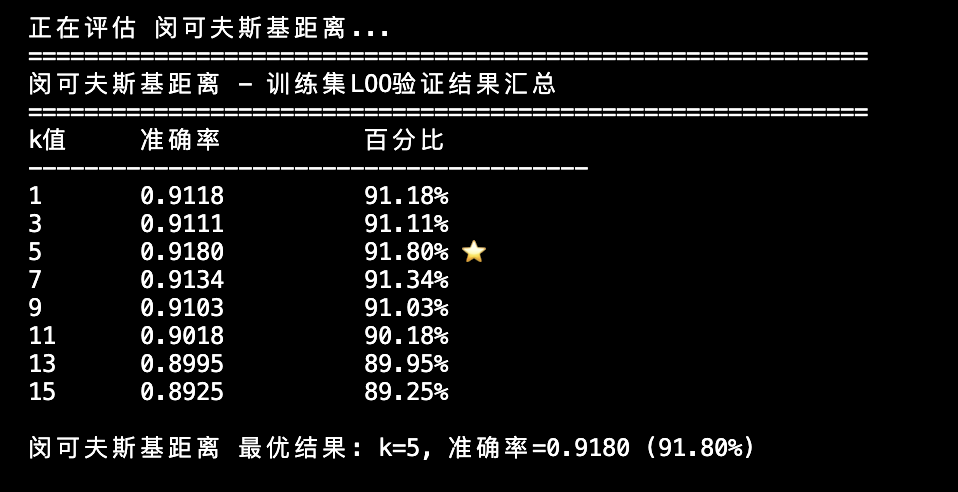 正在评估 闵可夫斯基距离...
============================================================
闵可夫斯基距离 - 训练集LOO验证结果汇总
============================================================
k值 准确率 百分比
----------------------------------------
1 0.9118 91.18%
3 0.9111 91.11%
5 0.9180 91.80% ⭐
7 0.9134 91.34%
9 0.9103 91.03%
11 0.9018 90.18%
13 0.8995 89.95%
15 0.8925 89.25%
闵可夫斯基距离 最优结果: k=5, 准确率=0.9180 (91.80%)